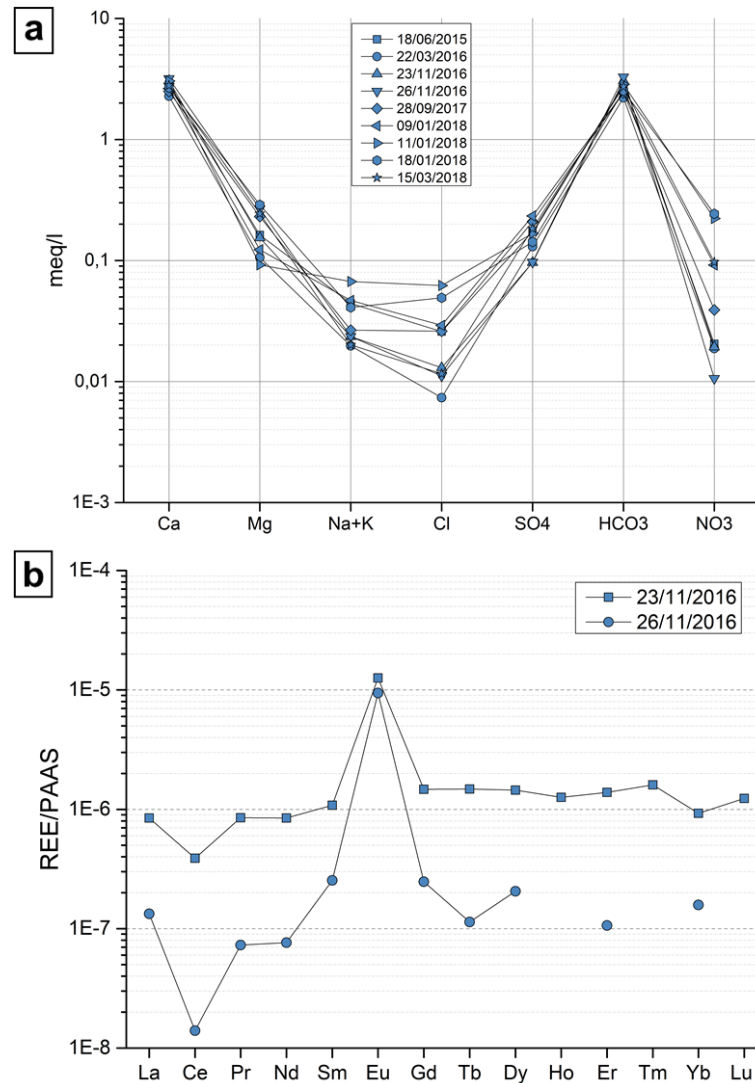 a
10
1
0,1
0,01
1E-3
meq/l
18/06/2015
22/03/2016
23/11/2016
26/11/2016
28/09/2017
09/01/2018
11/01/2018
18/01/2018
15/03/2018
Ca Mg Na+K Cl SO4 HCO3 NO3
b
1E-4
1E-5
1E-6
1E-7
1E-8
REE/PAAS
23/11/2016
26/11/2016
La Ce Pr Nd Sm Eu Gd Tb Dy Ho Er Tm Yb Lu